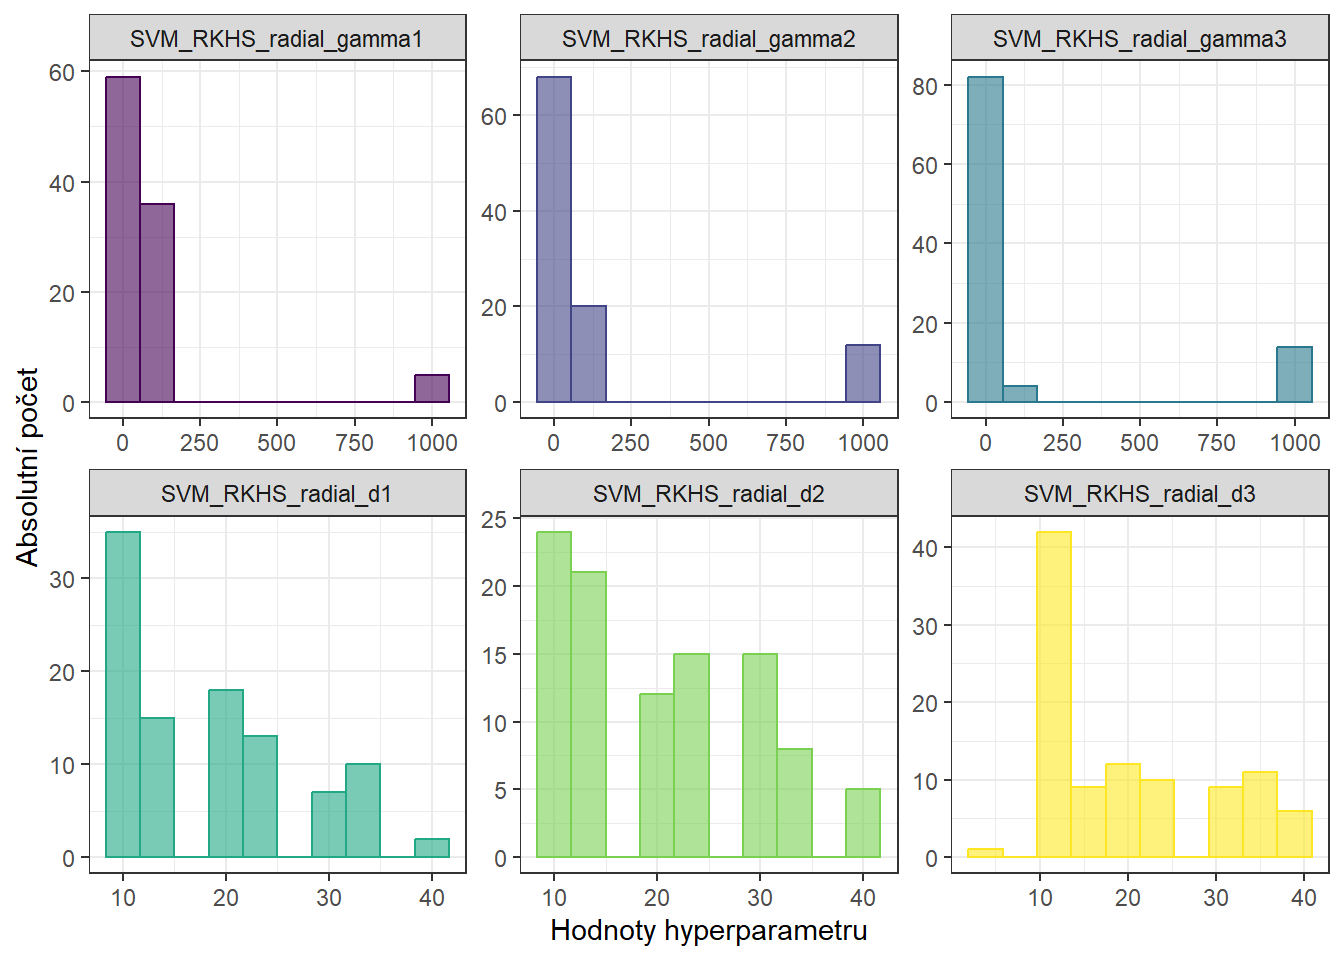 SVM_RKHS_radial_gamma1
SVM_RKHS_radial_gamma2
SVM_RKHS_radial_gamma3
60
40
20
0
60
40
20
0
80
60
40
20
0
0 250 500 750 1000
0 250 500 750 1000
0 250 500 750 1000
Absolutní počet
SVM_RKHS_radial_d1
SVM_RKHS_radial_d2
SVM_RKHS_radial_d3
30
20
10
0
25
20
15
10
5
0
40
30
20
10
0
10 20 30 40
10 20 30 40
10 20 30 40
Hodnoty hyperparametru